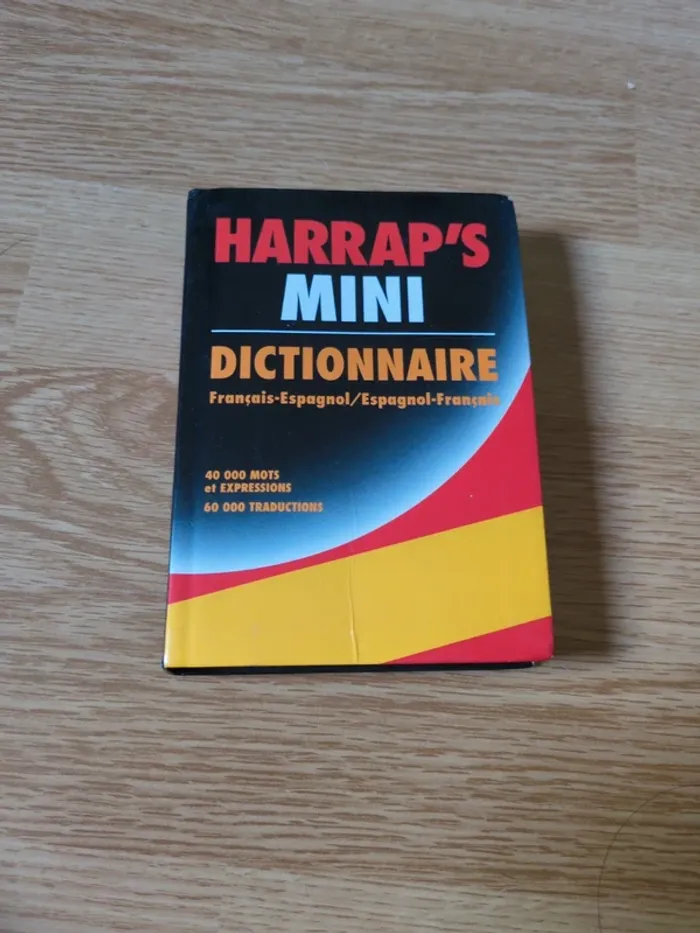 HARRAP'S
MINI
DICTIONNAIRE
Français-Espagnol/Espagnol-Français
40 000 MOTS
et EXPRESSIONS
60 000 TRADUCTIONS